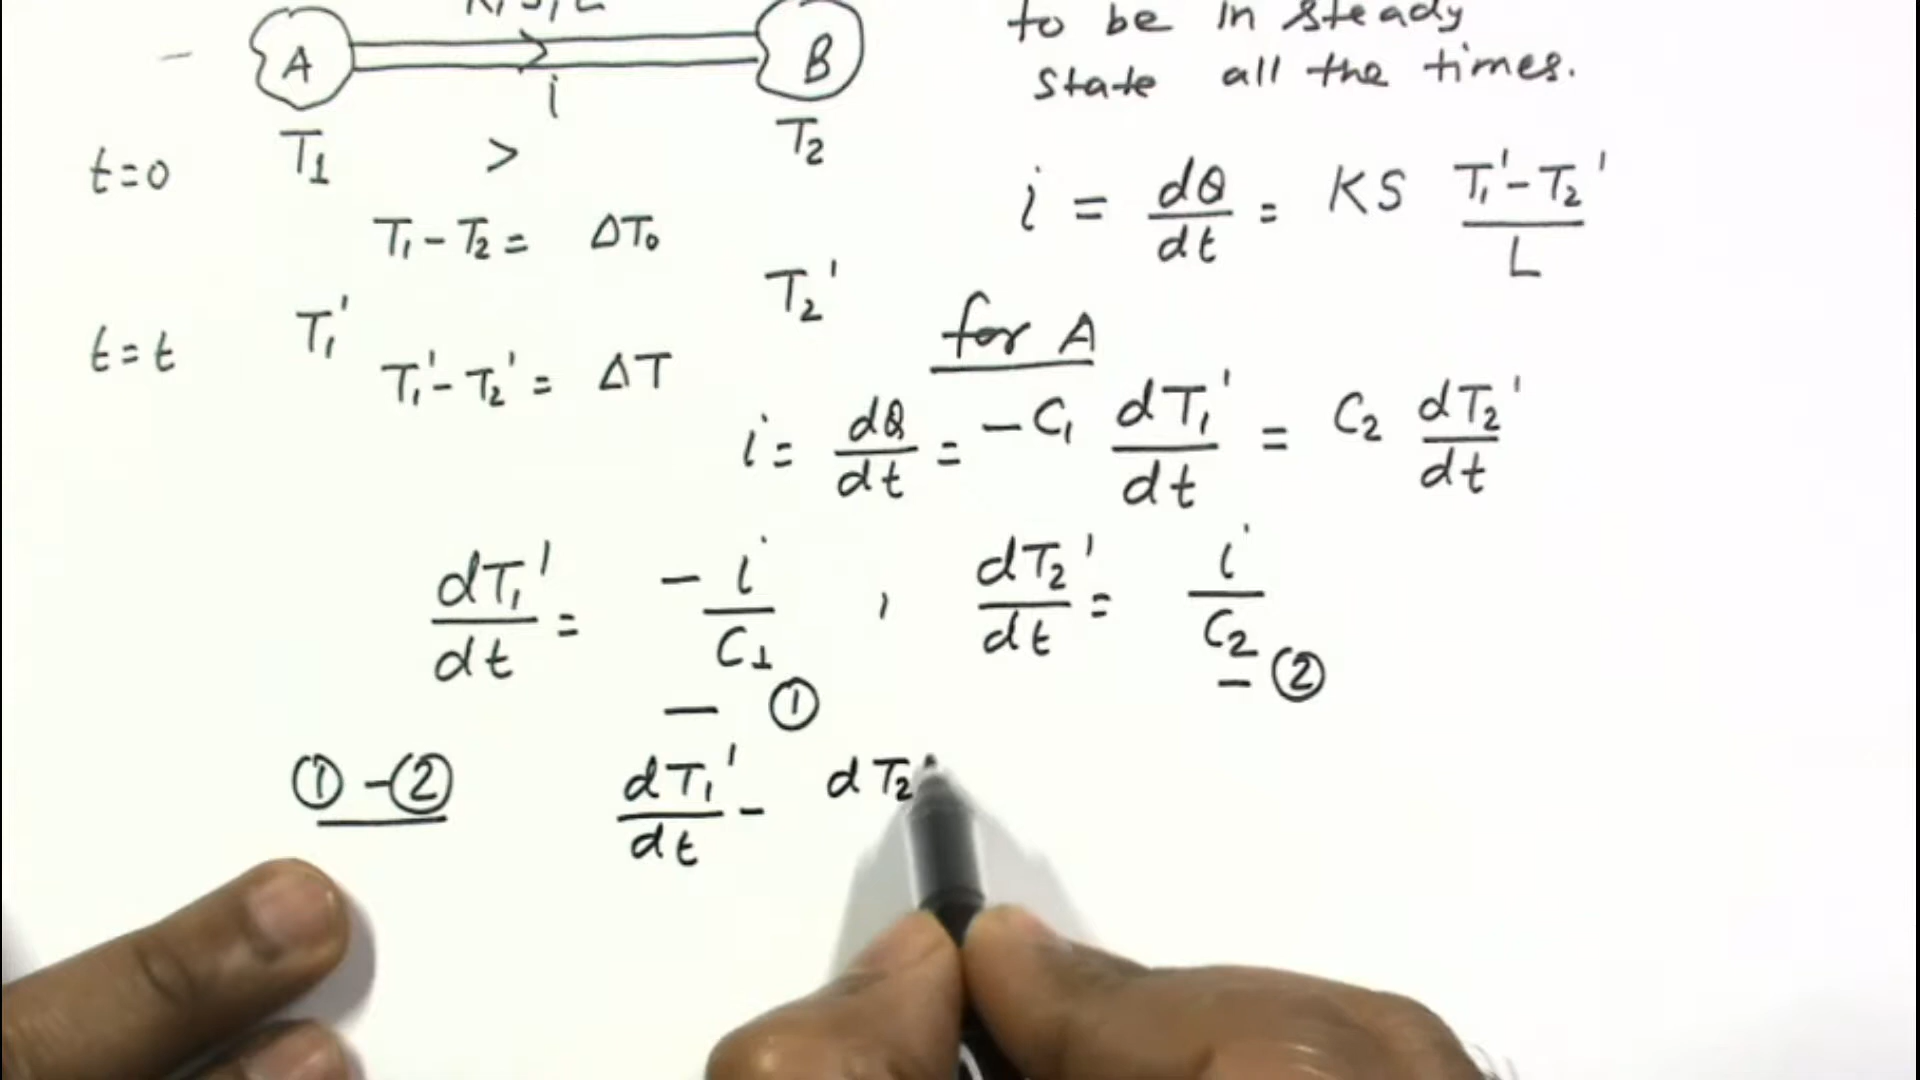 A B
i
to be in steady
state all the times.
t=0 T₁ > T₂
T₁ - T₂ = ΔT₀
i = dQ/dt = KS (T₁' - T₂')/L
t=t T₁' T₂'
T₁' - T₂' = ΔT
for A
i = dQ/dt = -C₁ dT₁'/dt = C₂ dT₂'/dt
dT₁'/dt = -i/C₁ , dT₂'/dt = i/C₂
— ① — ②
① - ② dT₁'/dt - dT₂